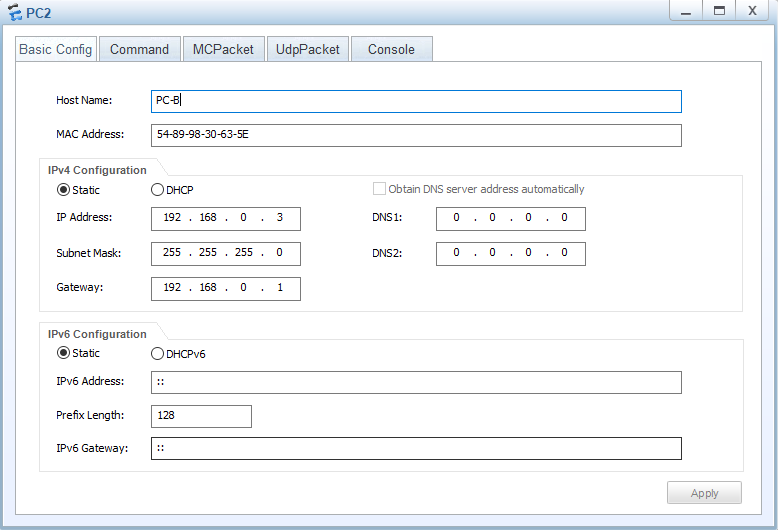 PC2
Basic Config Command MCPacket UdpPacket Console
Host Name: PC-B
MAC Address: 54-89-98-30-63-5E
IPv4 Configuration
Static DHCP Obtain DNS server address automatically
IP Address: 192 . 168 . 0 . 3 DNS1: 0 . 0 . 0 . 0
Subnet Mask: 255 . 255 . 255 . 0 DNS2: 0 . 0 . 0 . 0
Gateway: 192 . 168 . 0 . 1
IPv6 Configuration
Static DHCPv6
IPv6 Address: ::
Prefix Length: 128
IPv6 Gateway: ::
Apply